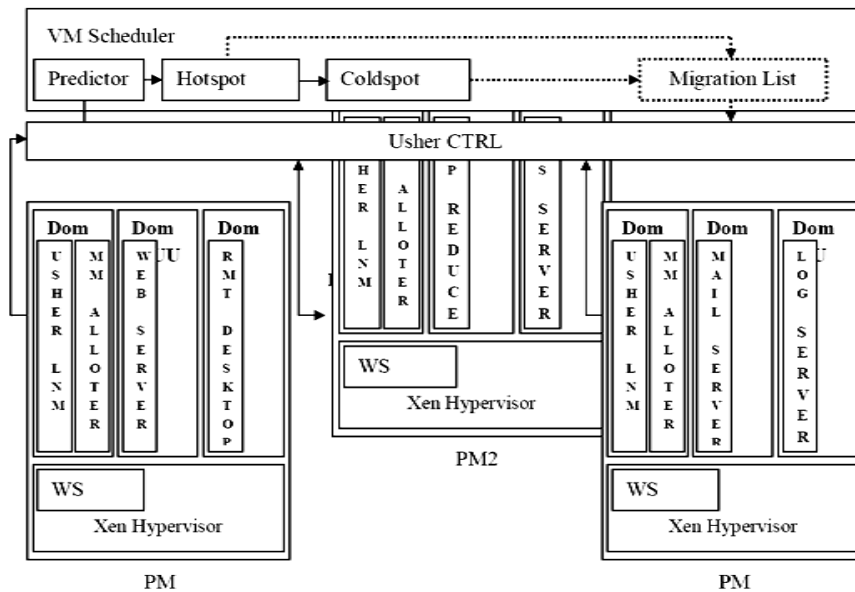 VM Scheduler
Predictor
Hotspot
Coldspot
Migration List
Usher CTRL
Dom
USHER LNM
MM ALLOTER
Dom
UU
WEB SERVER
Dom
RMT DESKTOP
WS
Xen Hypervisor
PM
HER LNM
ALLOTER
P REDUCE
S SERVER
WS
Xen Hypervisor
PM2
Dom
USHER LNM
MM ALLOTER
Dom
MAIL SERVER
Dom
U
LOG SERVER
WS
Xen Hypervisor
PM